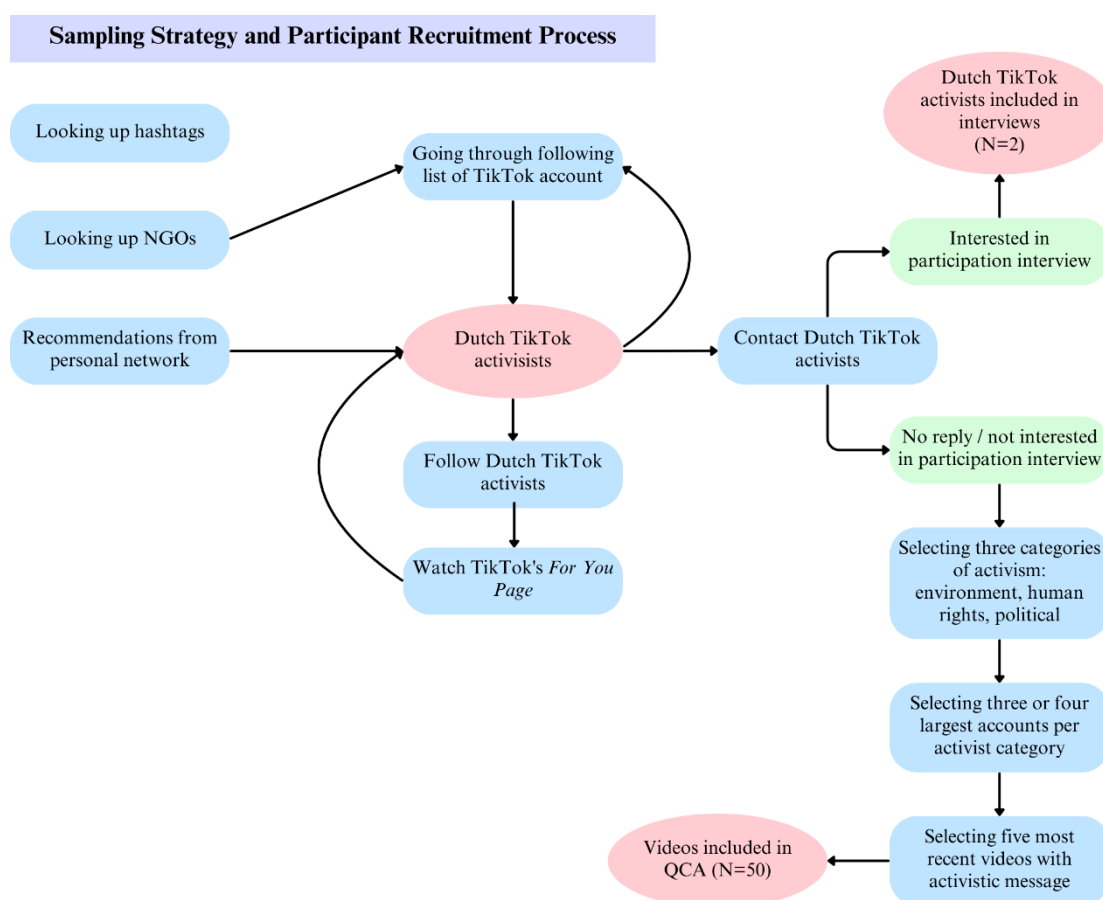 Sampling Strategy and Participant Recruitment Process
Looking up hashtags
Looking up NGOs
Recommendations from
personal network
Going through following
list of TikTok account
Dutch TikTok
activisists
Follow Dutch TikTok
activists
Watch TikTok's For You
Page
Contact Dutch TikTok
activists
Dutch TikTok
activists included in
interviews
(N=2)
Interested in
participation interview
No reply / not interested
in participation interview
Selecting three categories
of activism:
environment, human
rights, political
Selecting three or four
largest accounts per
activist category
Selecting five most
recent videos with
activistic message
Videos included in
QCA (N=50)